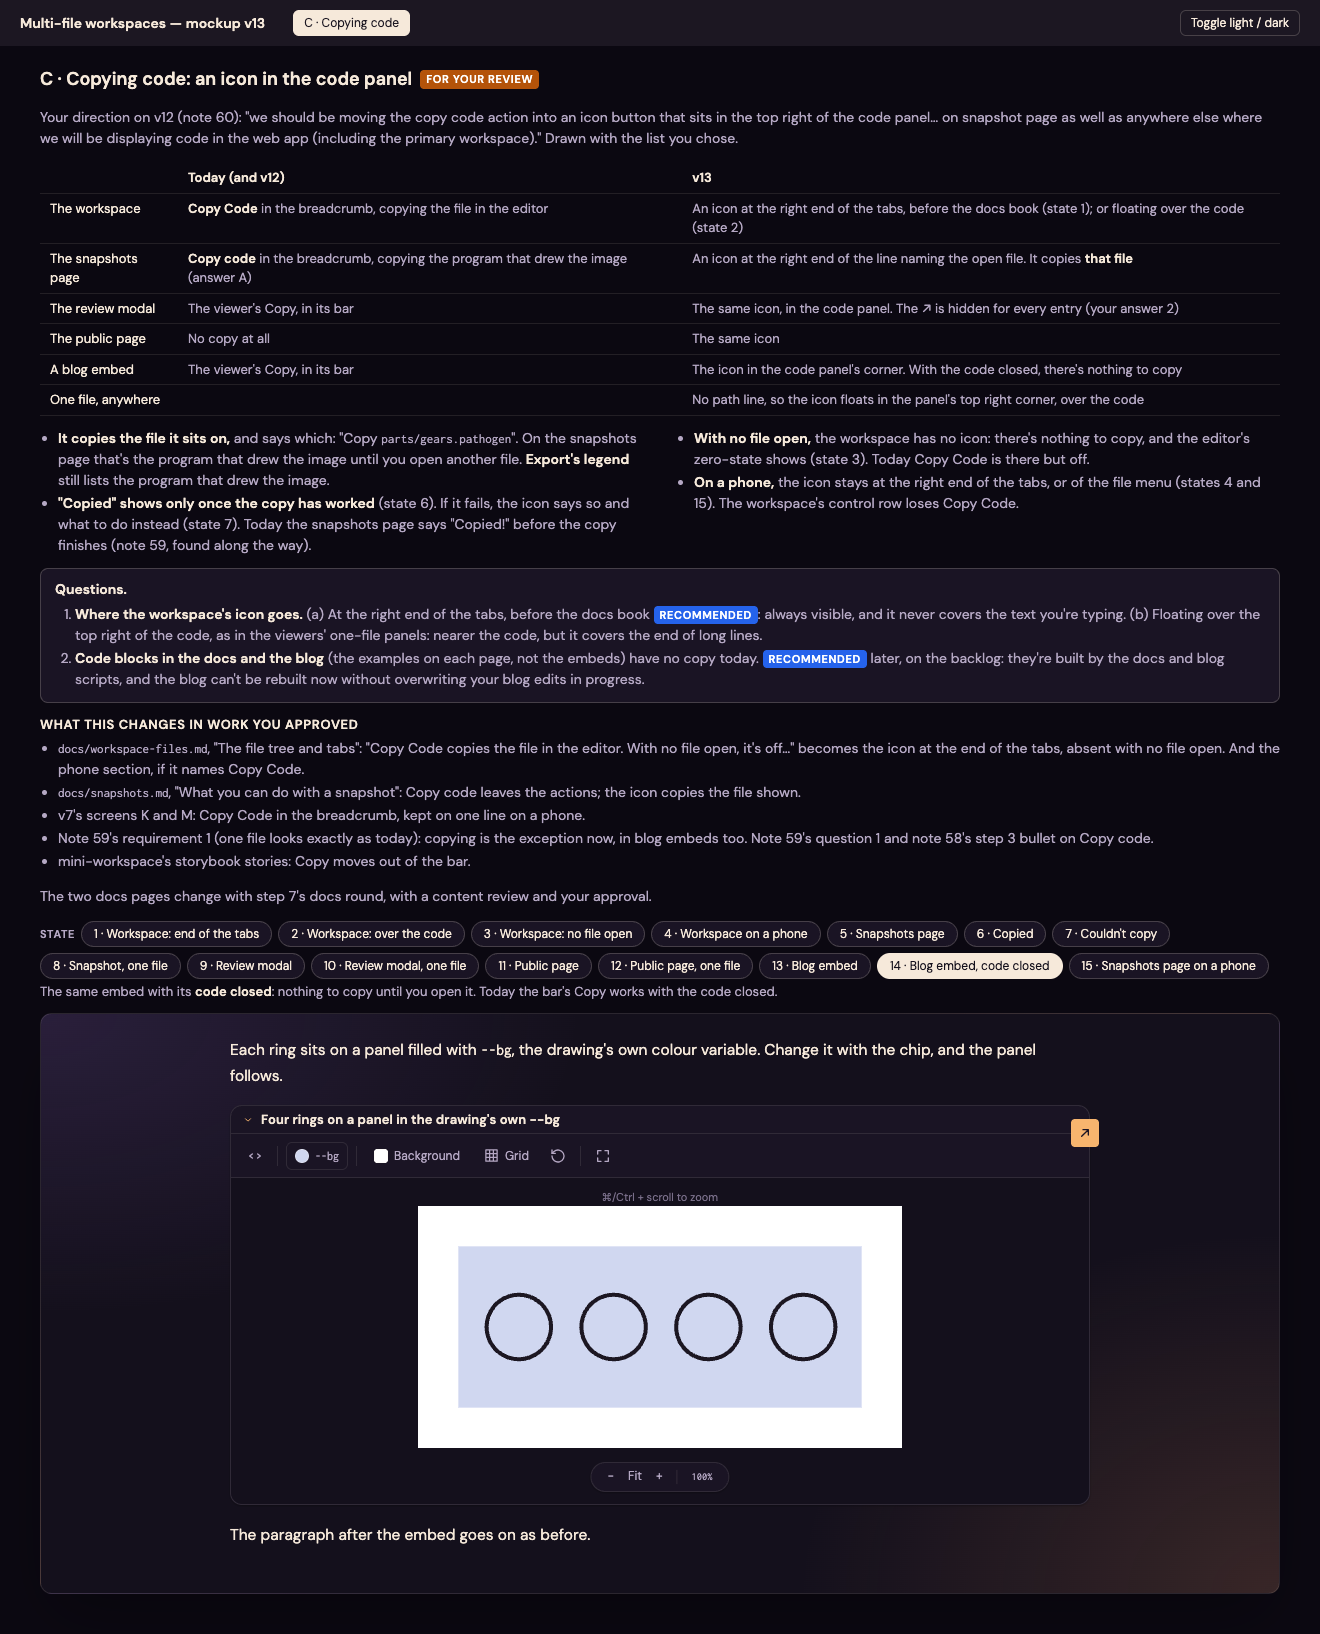 Multi-file workspaces — mockup v13
C · Copying code
Toggle light / dark
C · Copying code: an icon in the code panel
FOR YOUR REVIEW
Your direction on v12 (note 60): "we should be moving the copy code action into an icon button that sits in the top right of the code panel… on snapshot page as well as anywhere else where
we will be displaying code in the web app (including the primary workspace)." Drawn with the list you chose.
Today (and v12)
v13
The workspace
Copy Code in the breadcrumb, copying the file in the editor
An icon at the right end of the tabs, before the docs book (state 1); or floating over the code
(state 2)
The snapshots
page
Copy code in the breadcrumb, copying the program that drew the image
(answer A)
An icon at the right end of the line naming the open file. It copies that file
The review modal
The viewer's Copy, in its bar
The same icon, in the code panel. The ↗ is hidden for every entry (your answer 2)
The public page
No copy at all
The same icon
A blog embed
The viewer's Copy, in its bar
The icon in the code panel's corner. With the code closed, there's nothing to copy
One file, anywhere
No path line, so the icon floats in the panel's top right corner, over the code
• It copies the file it sits on, and says which: "Copy parts/gears.pathogen". On the snapshots
page that's the program that drew the image until you open another file. Export's legend
still lists the program that drew the image.
• "Copied" shows only once the copy has worked (state 6). If it fails, the icon says so and
what to do instead (state 7). Today the snapshots page says "Copied!" before the copy
finishes (note 59, found along the way).
• With no file open, the workspace has no icon: there's nothing to copy, and the editor's
zero-state shows (state 3). Today Copy Code is there but off.
• On a phone, the icon stays at the right end of the tabs, or of the file menu (states 4 and
15). The workspace's control row loses Copy Code.
Questions.
1. Where the workspace's icon goes. (a) At the right end of the tabs, before the docs book RECOMMENDED: always visible, and it never covers the text you're typing. (b) Floating over the
top right of the code, as in the viewers' one-file panels: nearer the code, but it covers the end of long lines.
2. Code blocks in the docs and the blog (the examples on each page, not the embeds) have no copy today. RECOMMENDED later, on the backlog: they're built by the docs and blog
scripts, and the blog can't be rebuilt now without overwriting your blog edits in progress.
WHAT THIS CHANGES IN WORK YOU APPROVED
• docs/workspace-files.md, "The file tree and tabs": "Copy Code copies the file in the editor. With no file open, it's off…" becomes the icon at the end of the tabs, absent with no file open. And the
phone section, if it names Copy Code.
• docs/snapshots.md, "What you can do with a snapshot": Copy code leaves the actions; the icon copies the file shown.
• v7's screens K and M: Copy Code in the breadcrumb, kept on one line on a phone.
• Note 59's requirement 1 (one file looks exactly as today): copying is the exception now, in blog embeds too. Note 59's question 1 and note 58's step 3 bullet on Copy code.
• mini-workspace's storybook stories: Copy moves out of the bar.
The two docs pages change with step 7's docs round, with a content review and your approval.
STATE
1 · Workspace: end of the tabs
2 · Workspace: over the code
3 · Workspace: no file open
4 · Workspace on a phone
5 · Snapshots page
6 · Copied
7 · Couldn't copy
8 · Snapshot, one file
9 · Review modal
10 · Review modal, one file
11 · Public page
12 · Public page, one file
13 · Blog embed
14 · Blog embed, code closed
15 · Snapshots page on a phone
The same embed with its code closed: nothing to copy until you open it. Today the bar's Copy works with the code closed.
Each ring sits on a panel filled with --bg, the drawing's own colour variable. Change it with the chip, and the panel
follows.
Four rings on a panel in the drawing's own --bg
--bg
Background
Grid
⌘/Ctrl + scroll to zoom
− Fit + 100%
The paragraph after the embed goes on as before.